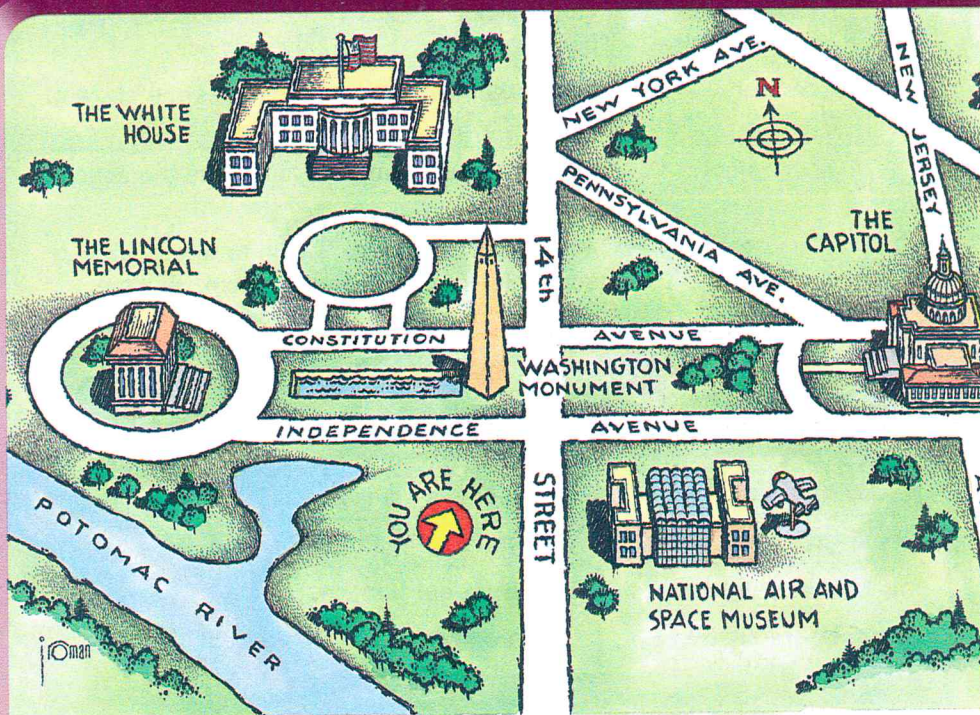 THE WHITE
HOUSE
NEW YORK AVE.
N
NEW JERSEY
PENNSYLVANIA AVE.
THE
CAPITOL
THE LINCOLN
MEMORIAL
14th
STREET
CONSTITUTION AVENUE
WASHINGTON
MONUMENT
INDEPENDENCE AVENUE
YOU ARE HERE
POTOMAC RIVER
NATIONAL AIR AND
SPACE MUSEUM
jroman